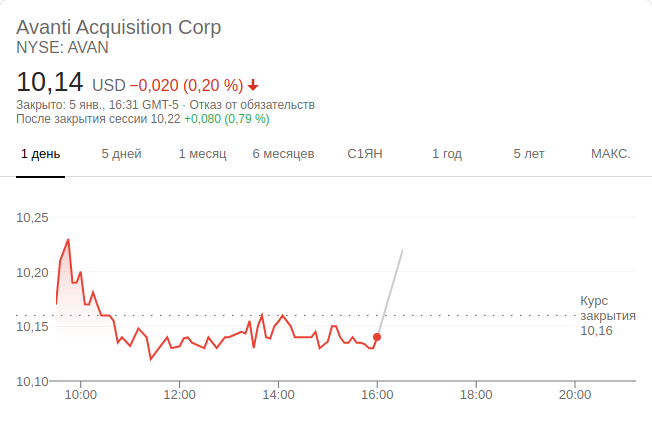 Avanti Acquisition Corp
NYSE: AVAN
10,14 USD −0,020 (0,20 %)
Закрыто: 5 янв., 16:31 GMT-5 · Отказ от обязательств
После закрытия сессии 10,22 +0,080 (0,79 %)
1 день 5 дней 1 месяц 6 месяцев С1ЯН 1 год 5 лет МАКС.
10,25
10,20
Курс
закрытия
10,16
10,15
10,10
10:00 12:00 14:00 16:00 18:00 20:00